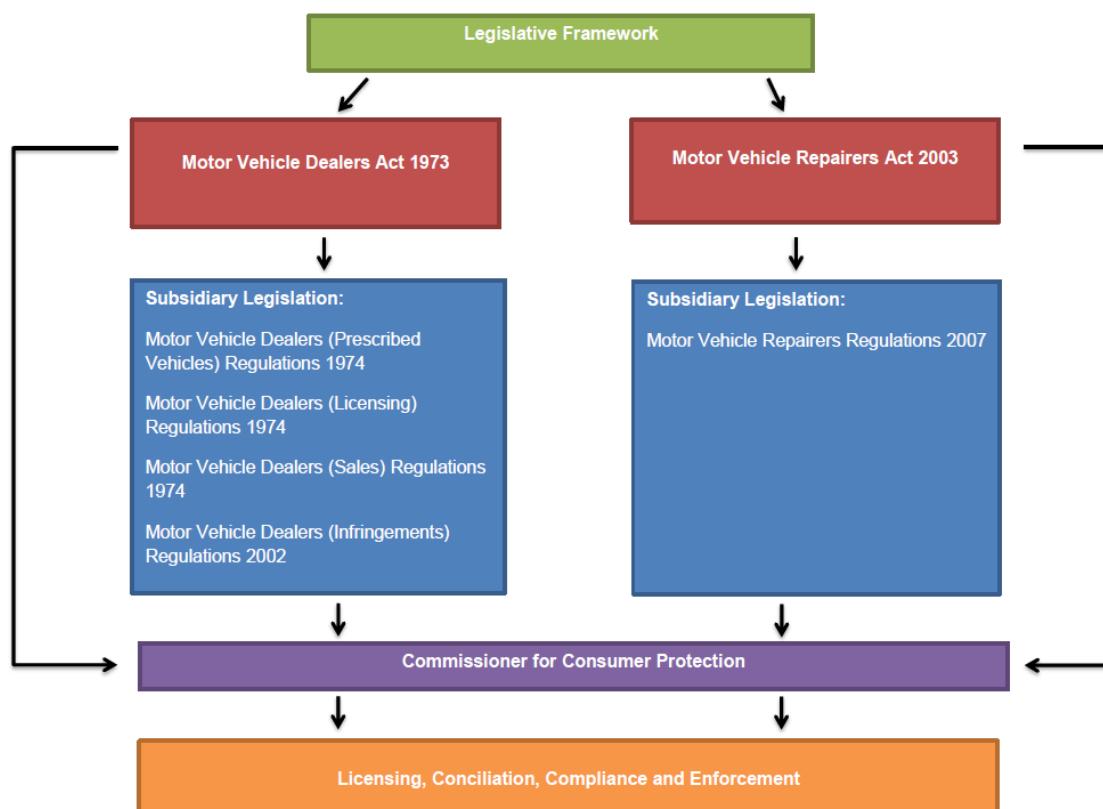 Legislative Framework
Motor Vehicle Dealers Act 1973
Motor Vehicle Repairers Act 2003
Subsidiary Legislation:
Motor Vehicle Dealers (Prescribed
Vehicles) Regulations 1974
Motor Vehicle Dealers (Licensing)
Regulations 1974
Motor Vehicle Dealers (Sales) Regulations
1974
Motor Vehicle Dealers (Infringements)
Regulations 2002
Subsidiary Legislation:
Motor Vehicle Repairers Regulations 2007
Commissioner for Consumer Protection
Licensing, Conciliation, Compliance and Enforcement